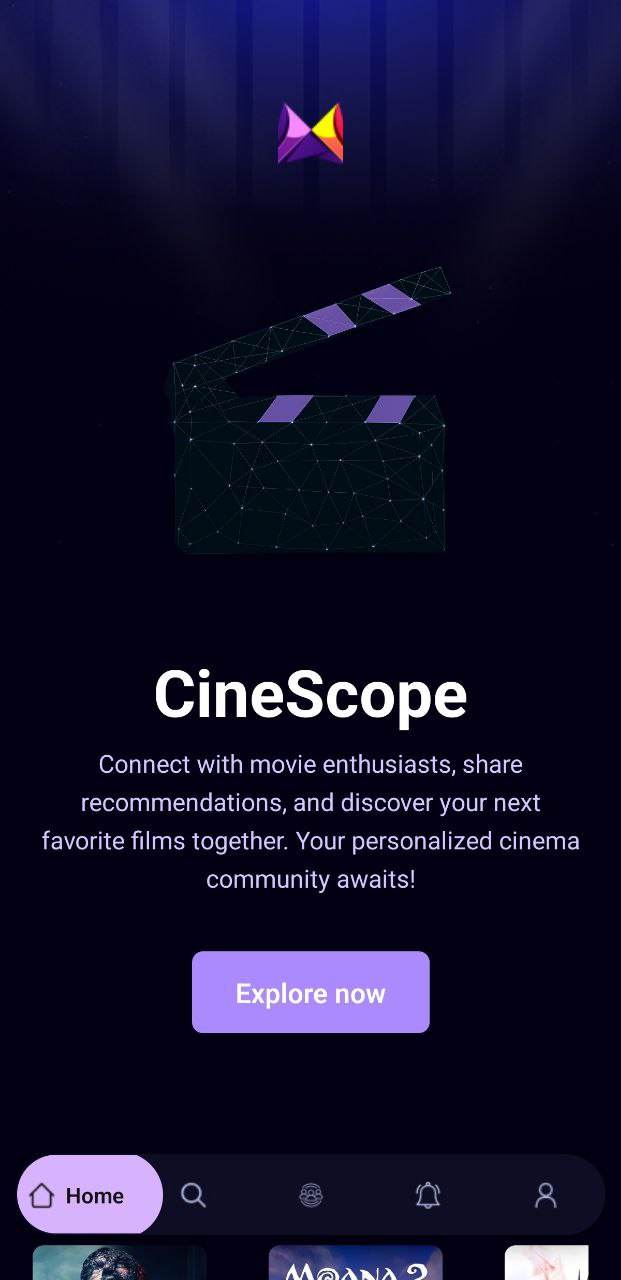 CineScope
Connect with movie enthusiasts, share
recommendations, and discover your next
favorite films together. Your personalized cinema
community awaits!
Explore now
Home
MOANA 2